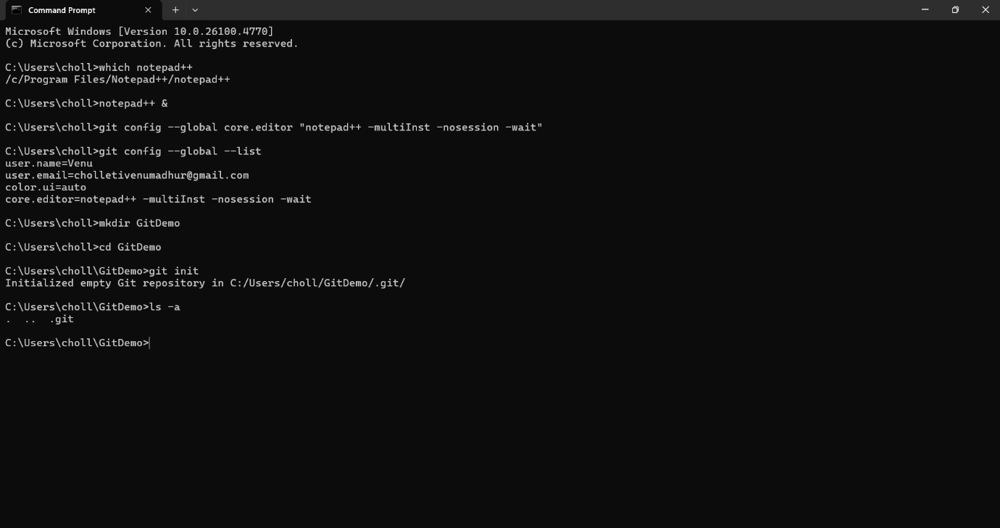 Command Prompt
Microsoft Windows [Version 10.0.26100.4770]
(c) Microsoft Corporation. All rights reserved.
C:\Users\choll>which notepad++
/c/Program Files/Notepad++/notepad++
C:\Users\choll>notepad++ &
C:\Users\choll>git config --global core.editor "notepad++ -multiInst -nosession -wait"
C:\Users\choll>git config --global --list
user.name=Venu
user.email=cholletivenumadhur@gmail.com
color.ui=auto
core.editor=notepad++ -multiInst -nosession -wait
C:\Users\choll>mkdir GitDemo
C:\Users\choll>cd GitDemo
C:\Users\choll\GitDemo>git init
Initialized empty Git repository in C:/Users/choll/GitDemo/.git/
C:\Users\choll\GitDemo>ls -a
.  ..  .git
C:\Users\choll\GitDemo>